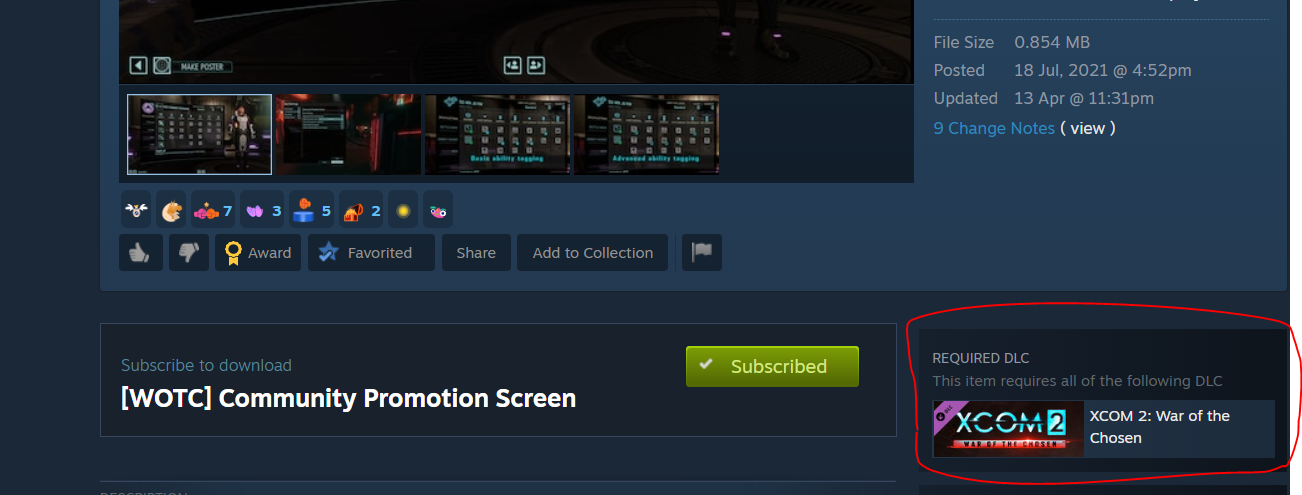 MAKE POSTER
File Size 0.854 MB
Posted 18 Jul, 2021 @ 4:52pm
Updated 13 Apr @ 11:31pm
9 Change Notes ( view )
Basic ability tagging
Advanced ability tagging
7 3 5 2
Award Favorited Share Add to Collection
Subscribe to download
[WOTC] Community Promotion Screen
Subscribed
REQUIRED DLC
This item requires all of the following DLC
DLC
XCOM 2
WAR OF THE CHOSEN
XCOM 2: War of the
Chosen